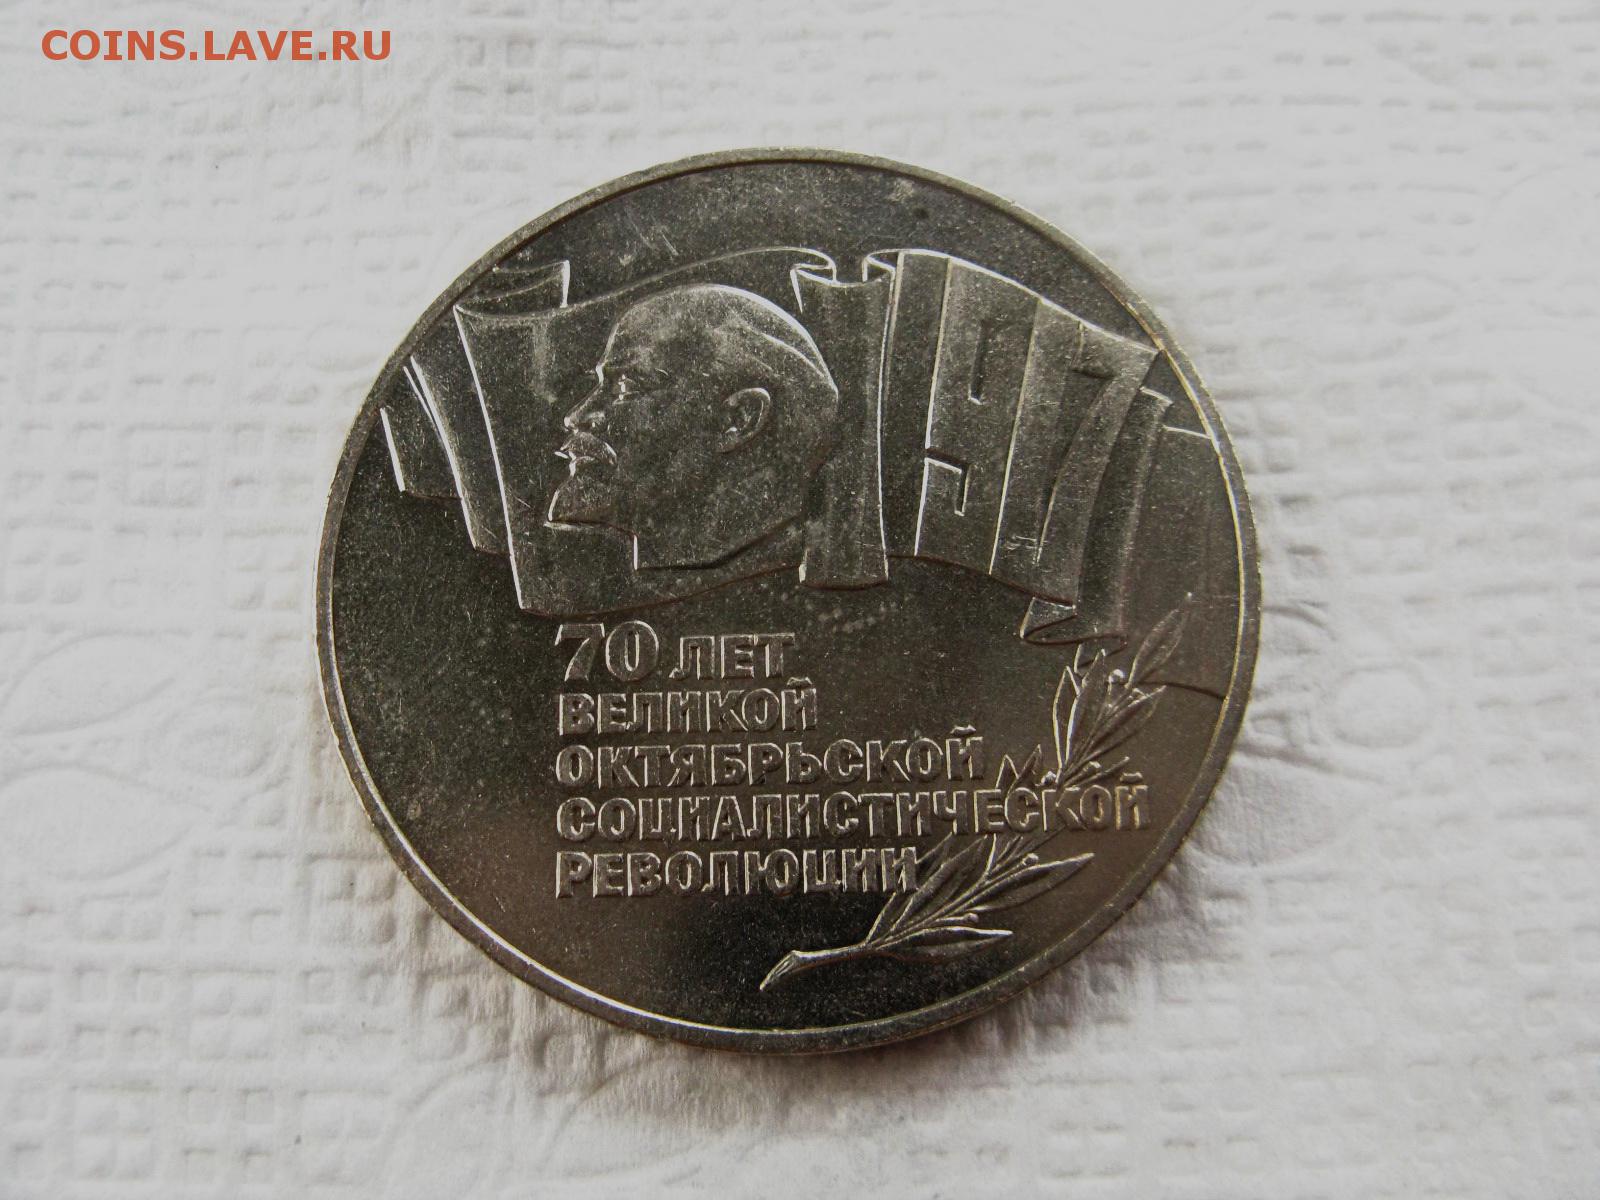 COINS.LAVE.RU
1917
70 ЛЕТ
ВЕЛИКОЙ
ОКТЯБРЬСКОЙ
СОЦИАЛИСТИЧЕСКОЙ
РЕВОЛЮЦИИ